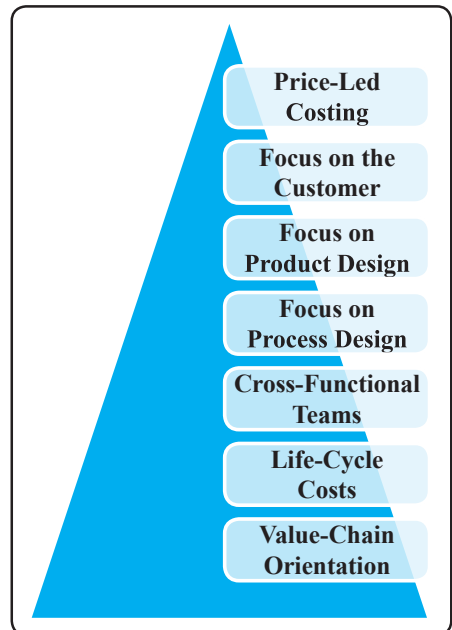 Price-Led
Costing
Focus on the
Customer
Focus on
Product Design
Focus on
Process Design
Cross-Functional
Teams
Life-Cycle
Costs
Value-Chain
Orientation